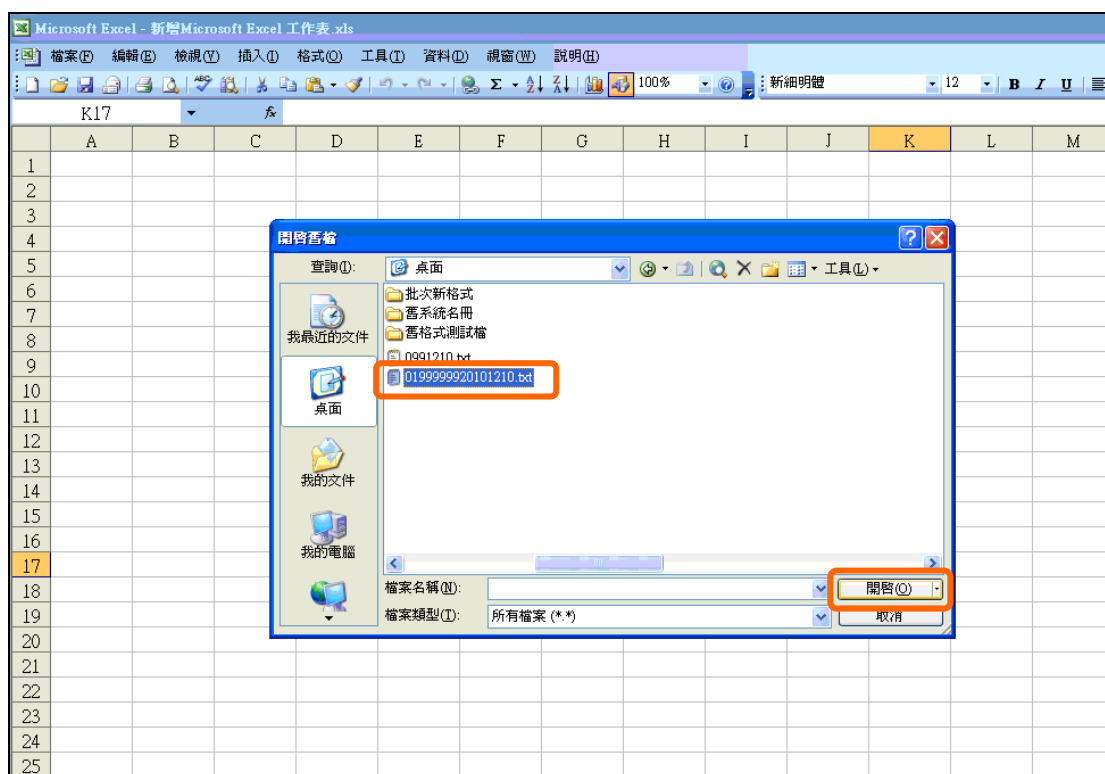 Microsoft Excel - 新增Microsoft Excel 工作表.xls
檔案(F) 編輯(E) 檢視(V) 插入(I) 格式(O) 工具(T) 資料(D) 視窗(W) 說明(H)
100% 新細明體 12 B I U
K17 fx
A B C D E F G H I J K L M
1
2
3
4
5
6
7
8
9
10
11
12
13
14
15
16
17
18
19
20
21
22
23
24
25
開啓舊檔
查詢(I): 桌面 工具(L)
我最近的文件
桌面
我的文件
我的電腦
批次新格式
舊系統名冊
舊格式測試檔
0991210.txt
0199999920101210.txt
檔案名稱(N): 開啓(O)
檔案類型(T): 所有檔案 (*.*) 取消